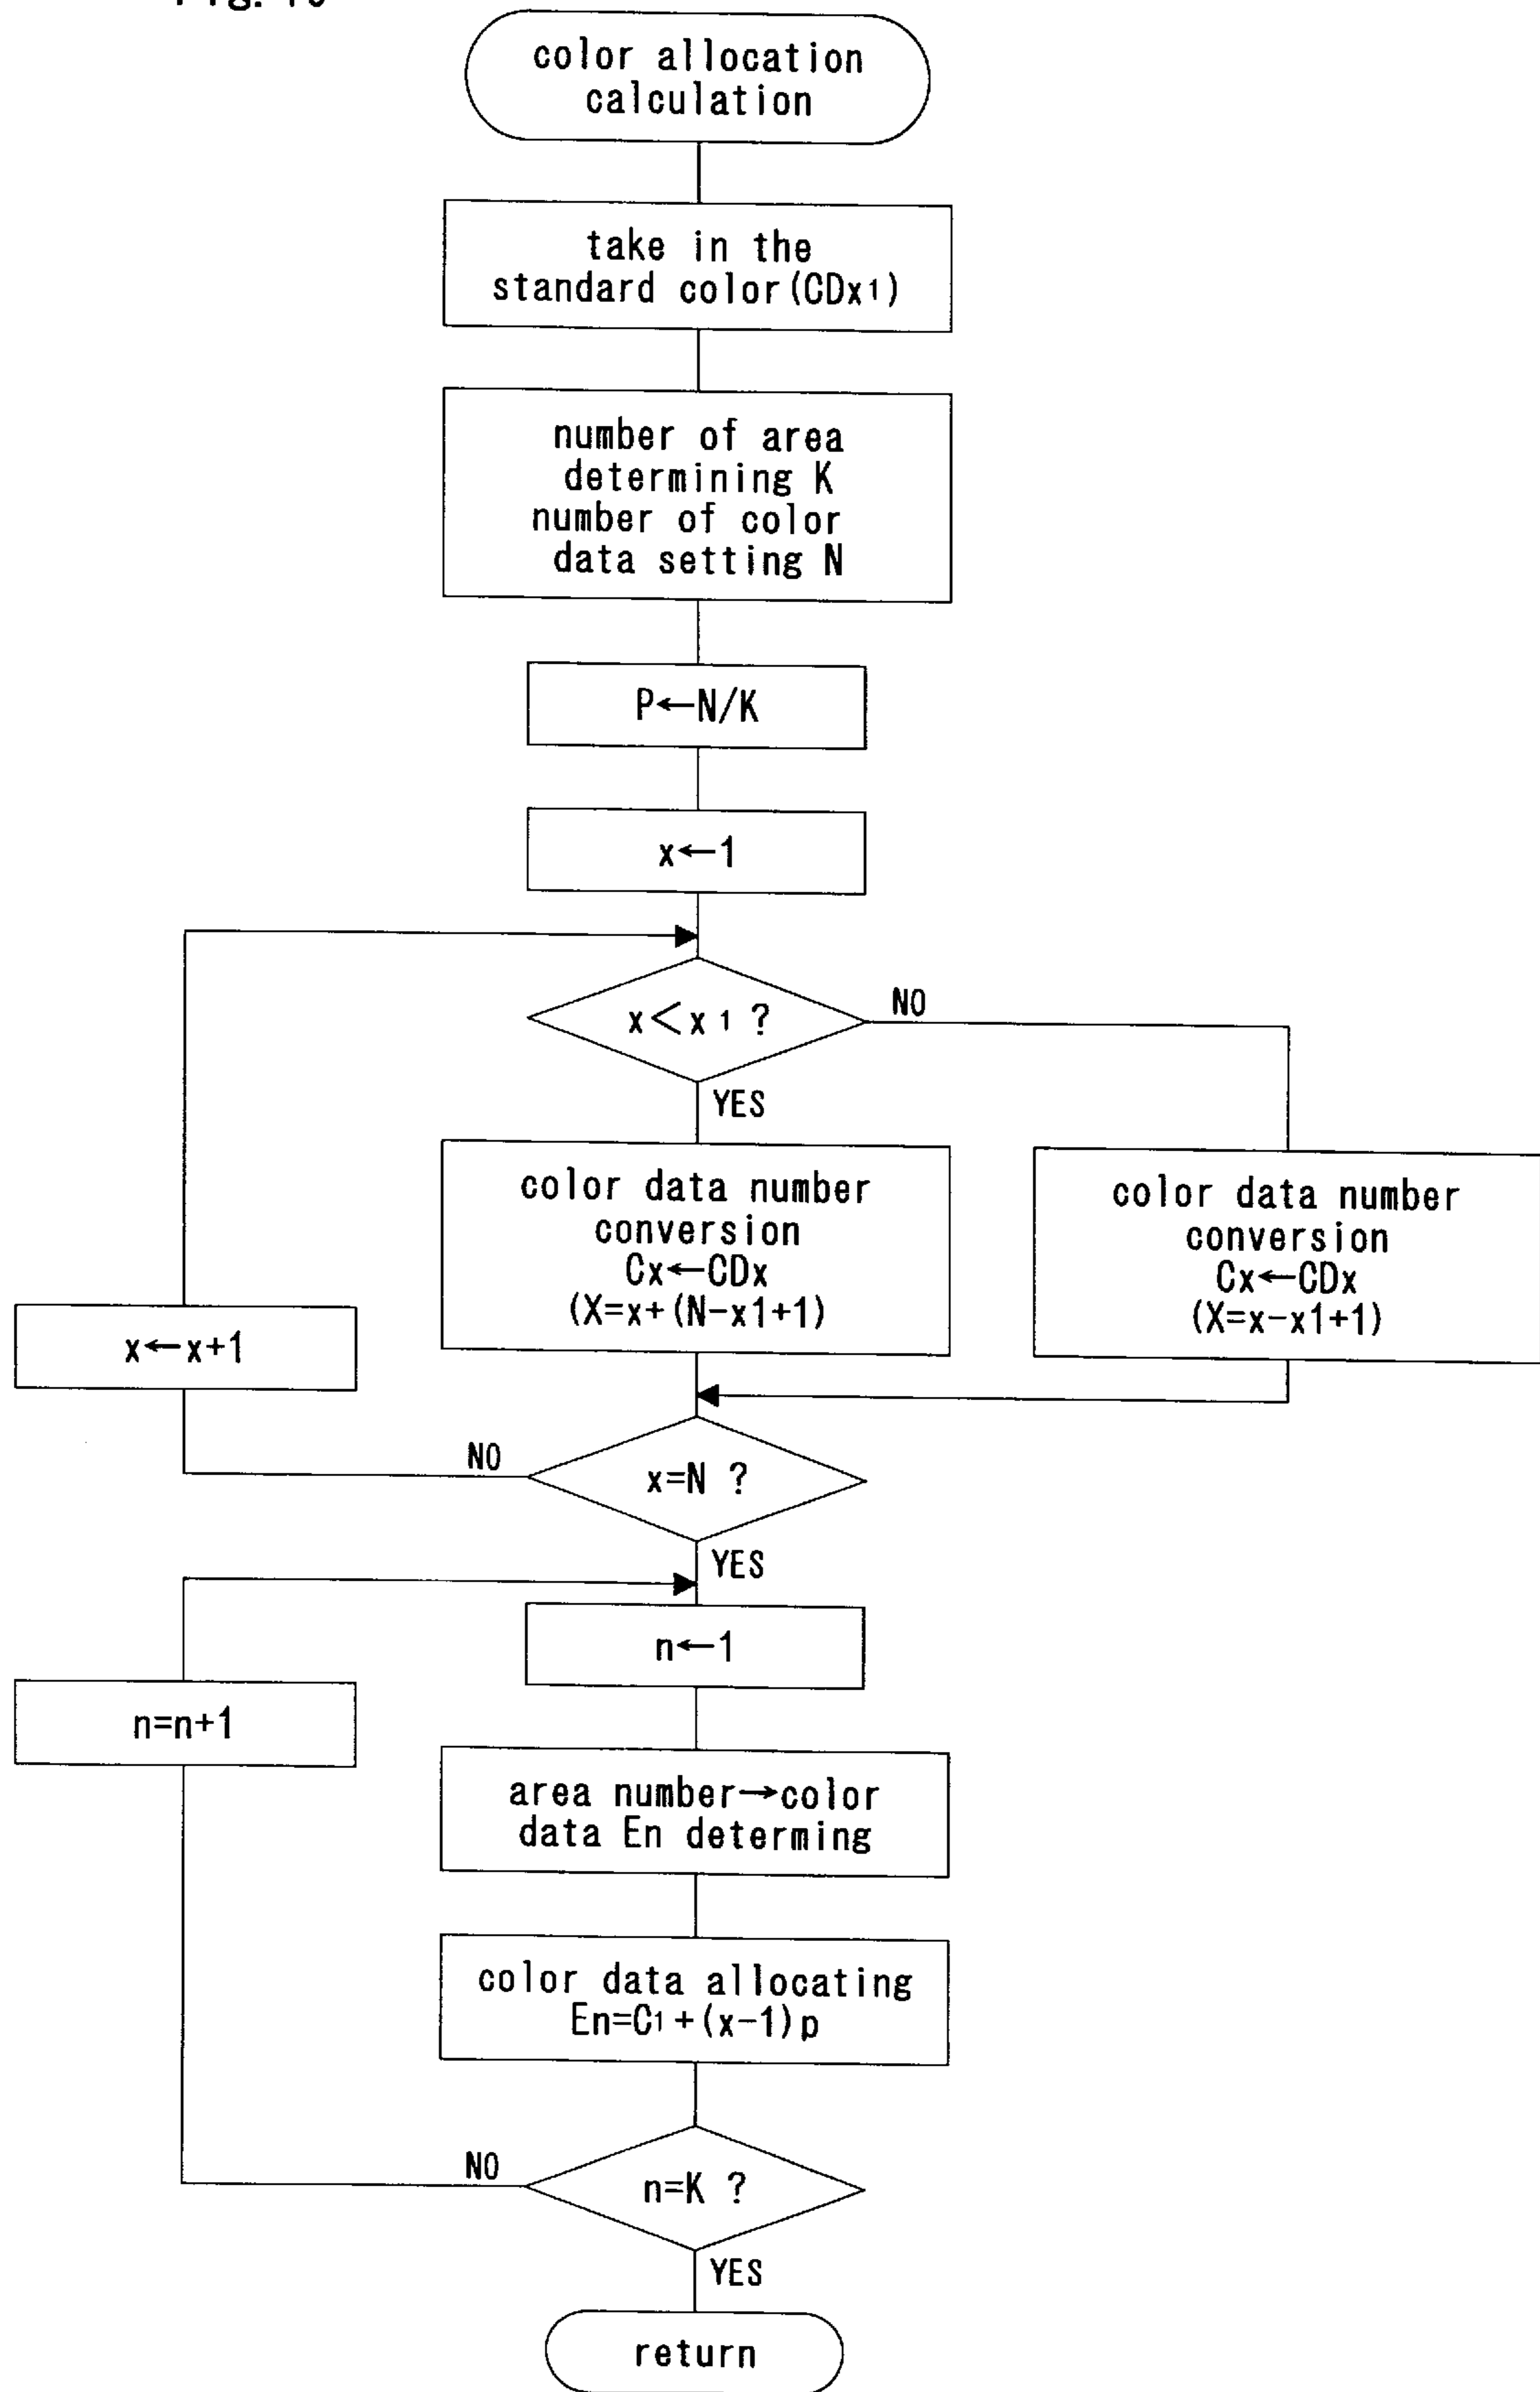 color allocation
calculation
take in the
standard color(CDx1)
number of area
determining K
number of color
data setting N
P←N/K
x←1
x<x1 ?
NO
YES
color data number
conversion
Cx←CDx
(X=x+(N-x1+1)
color data number
conversion
Cx←CDx
(X=x-x1+1)
x←x+1
NO
x=N ?
YES
n←1
n=n+1
area number→color
data En determing
color data allocating
En=C1+(x-1)p
NO
n=K ?
YES
return